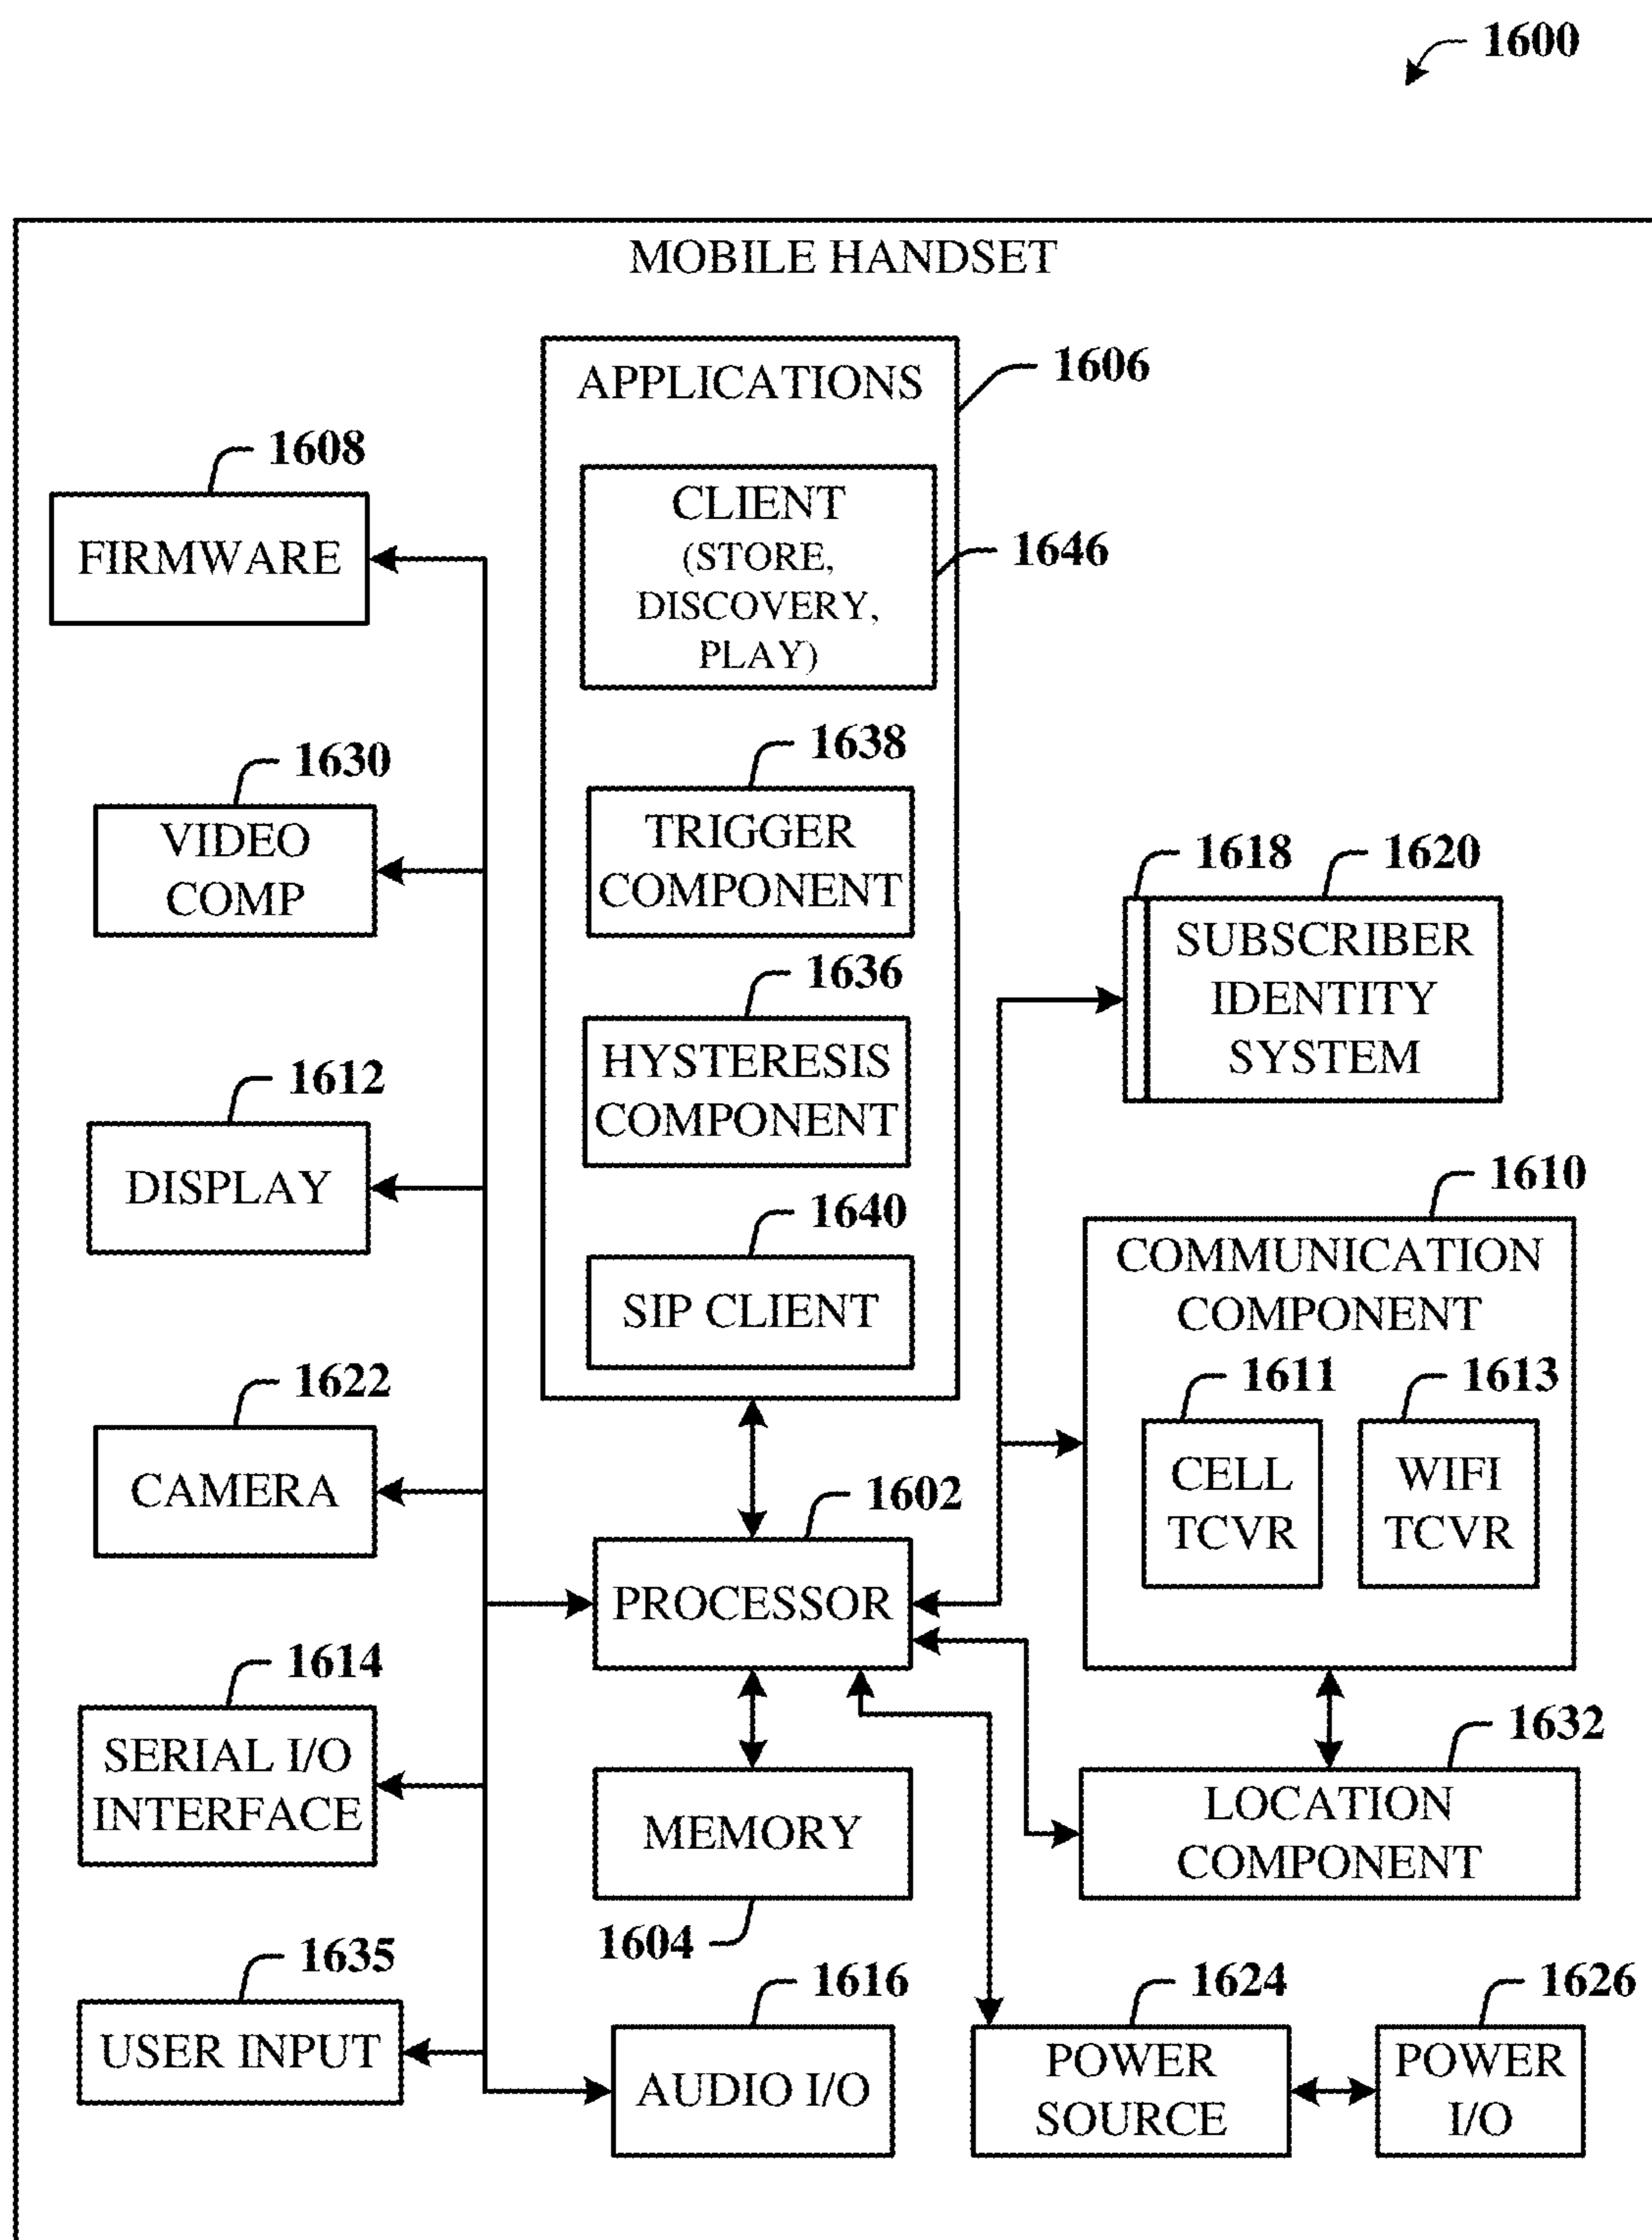 1600
MOBILE HANDSET
APPLICATIONS
1606
1608
FIRMWARE
CLIENT
(STORE,
DISCOVERY,
PLAY)
1646
1630
VIDEO
COMP
1638
TRIGGER
COMPONENT
1618
1620
SUBSCRIBER
IDENTITY
SYSTEM
1636
HYSTERESIS
COMPONENT
1612
DISPLAY
1640
SIP CLIENT
1610
COMMUNICATION
COMPONENT
1611
CELL
TCVR
1613
WIFI
TCVR
1622
CAMERA
1602
PROCESSOR
1614
SERIAL I/O
INTERFACE
MEMORY
1604
1632
LOCATION
COMPONENT
1635
USER INPUT
1616
AUDIO I/O
1624
POWER
SOURCE
1626
POWER
I/O